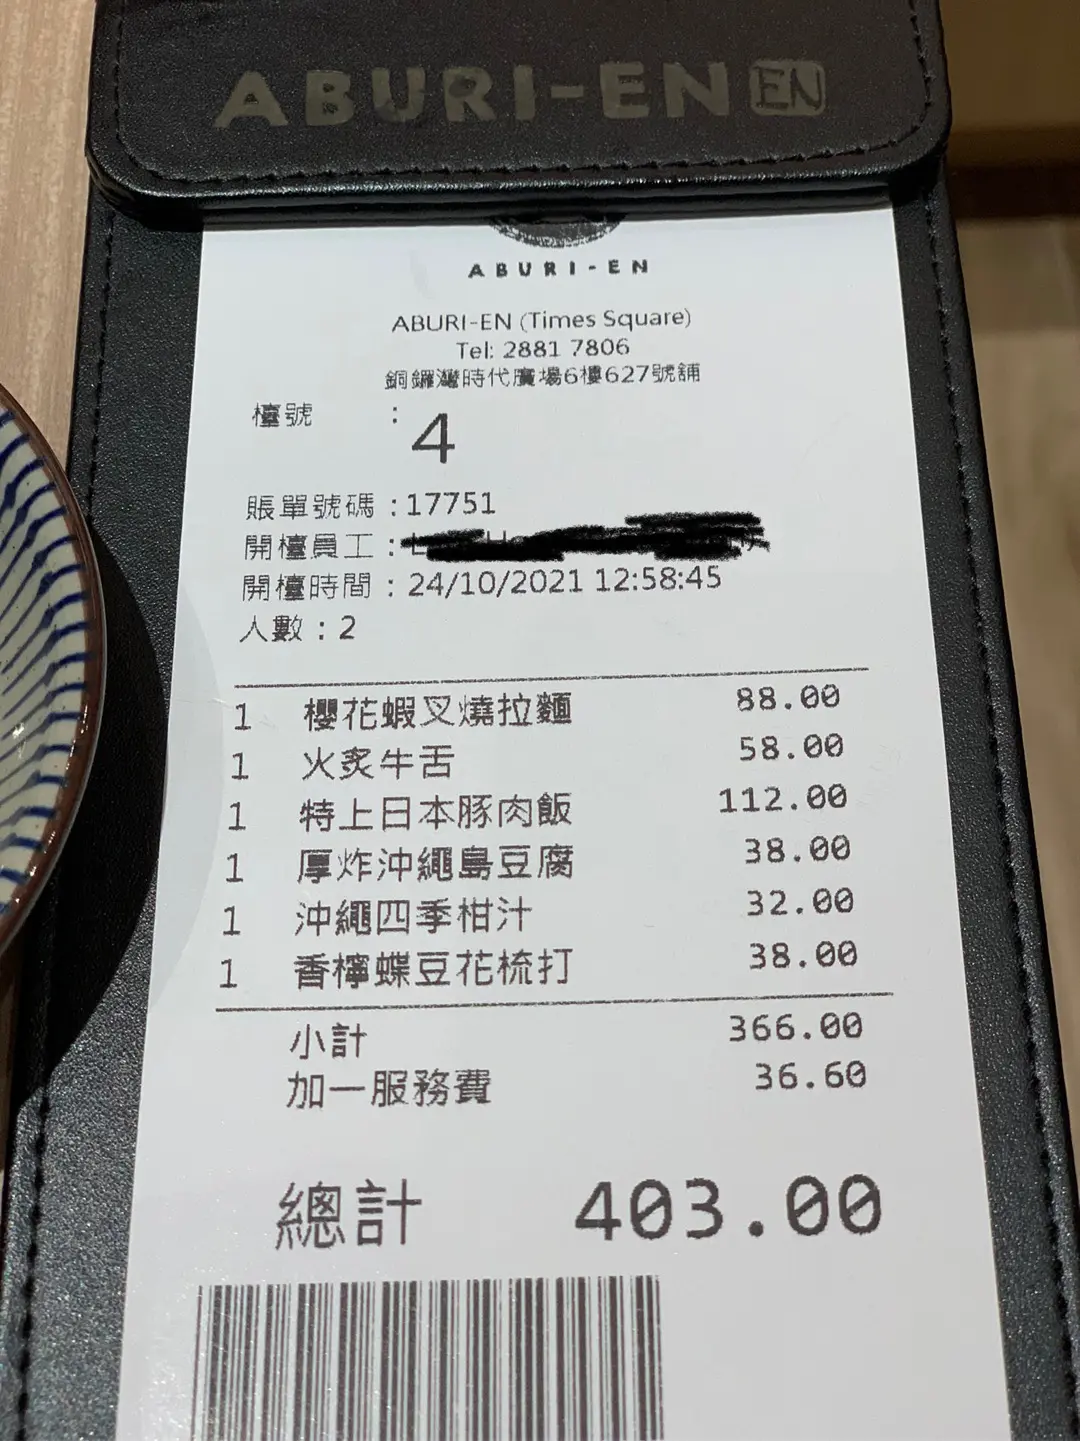 ABURI-EN EN
ABURI-EN
ABURI-EN (Times Square)
Tel: 2881 7806
銅鑼灣時代廣場6樓627號舖
檯號 : 4
賬單號碼 :17751
開檯員工 :
開檯時間 : 24/10/2021 12:58:45
人數 : 2
1 櫻花蝦叉燒拉麵 88.00
1 火炙牛舌 58.00
1 特上日本豚肉飯 112.00
1 厚炸沖繩島豆腐 38.00
1 沖繩四季柑汁 32.00
1 香檸蝶豆花梳打 38.00
小計 366.00
加一服務費 36.60
總計 403.00